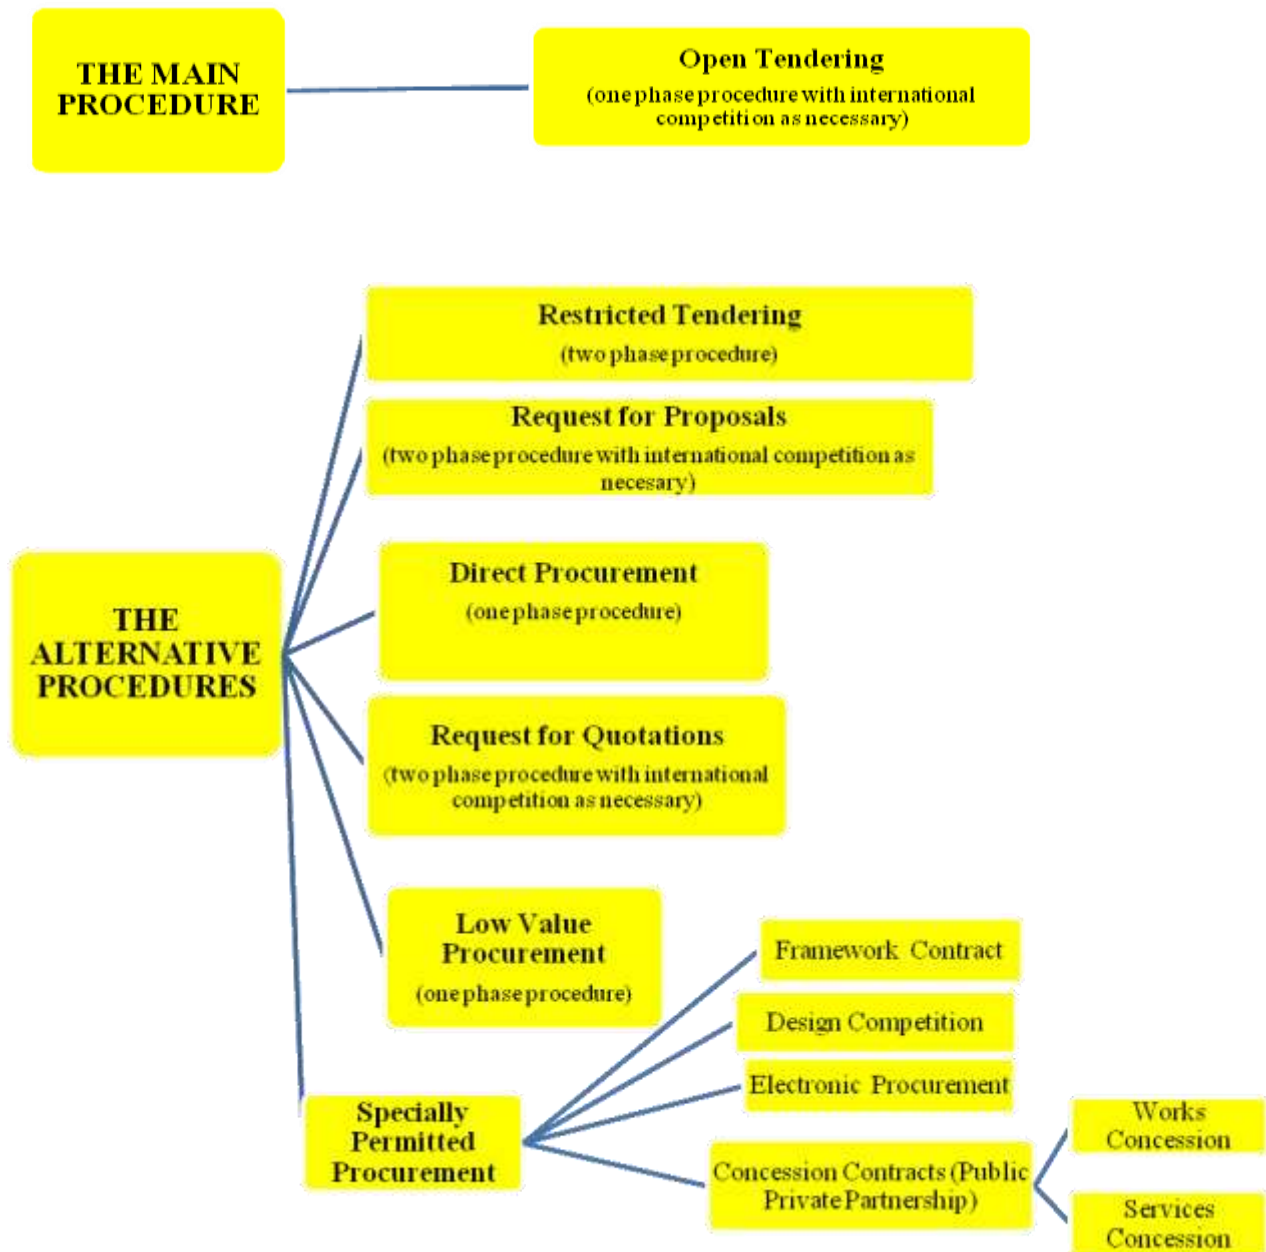 THE MAIN
PROCEDURE
Open Tendering
(one phase procedure with international
competition as necessary)
Restricted Tendering
(two phase procedure)
Request for Proposals
(two phase procedure with international competition as
necesary)
THE
ALTERNATIVE
PROCEDURES
Direct Procurement
(one phase procedure)
Request for Quotations
(two phase procedure with international
competition as necessary)
Low Value
Procurement
(one phase procedure)
Specially
Permitted
Procurement
Framework Contract
Design Competition
Electronic Procurement
Concession Contracts (Public
Private Partnership)
Works
Concession
Services
Concession